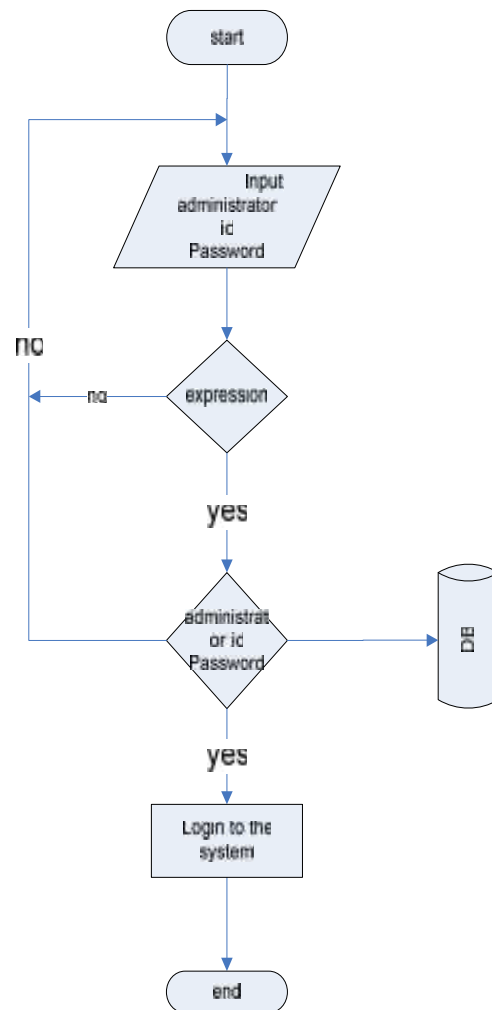 start
Input
administrator
id
Password
no
expression
no
yes
administrat
or id
Password
DB
yes
Login to the
system
end